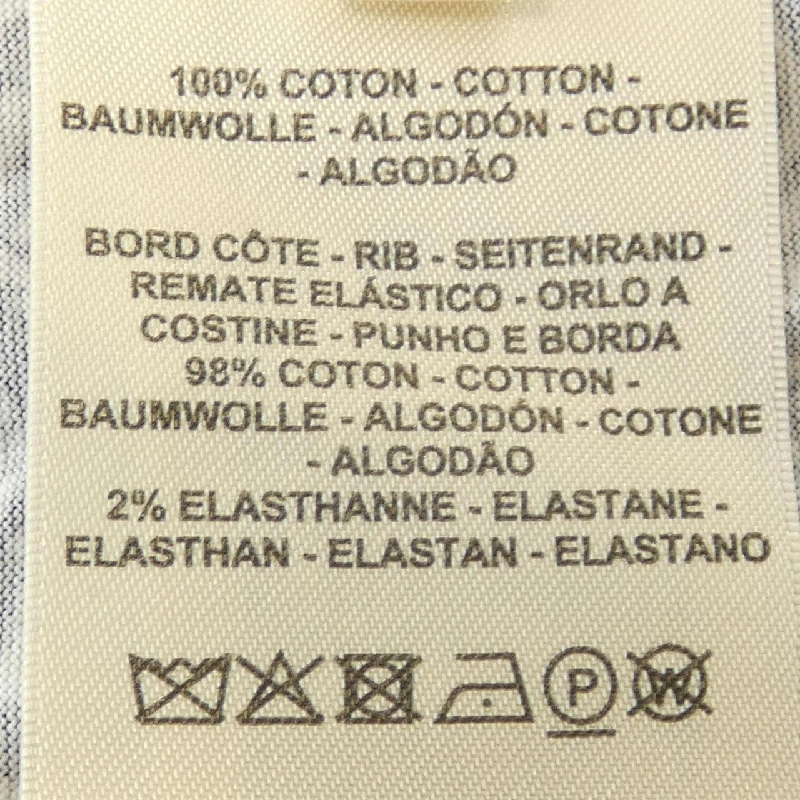 100% COTON - COTTON -
BAUMWOLLE - ALGODÓN - COTONE
- ALGODÃO
BORD CÔTE - RIB - SEITENRAND -
REMATE ELÁSTICO - ORLO A
COSTINE - PUNHO E BORDA
98% COTON - COTTON -
BAUMWOLLE - ALGODÓN - COTONE
- ALGODÃO
2% ELASTHANNE - ELASTANE -
ELASTHAN - ELASTAN - ELASTANO
P W